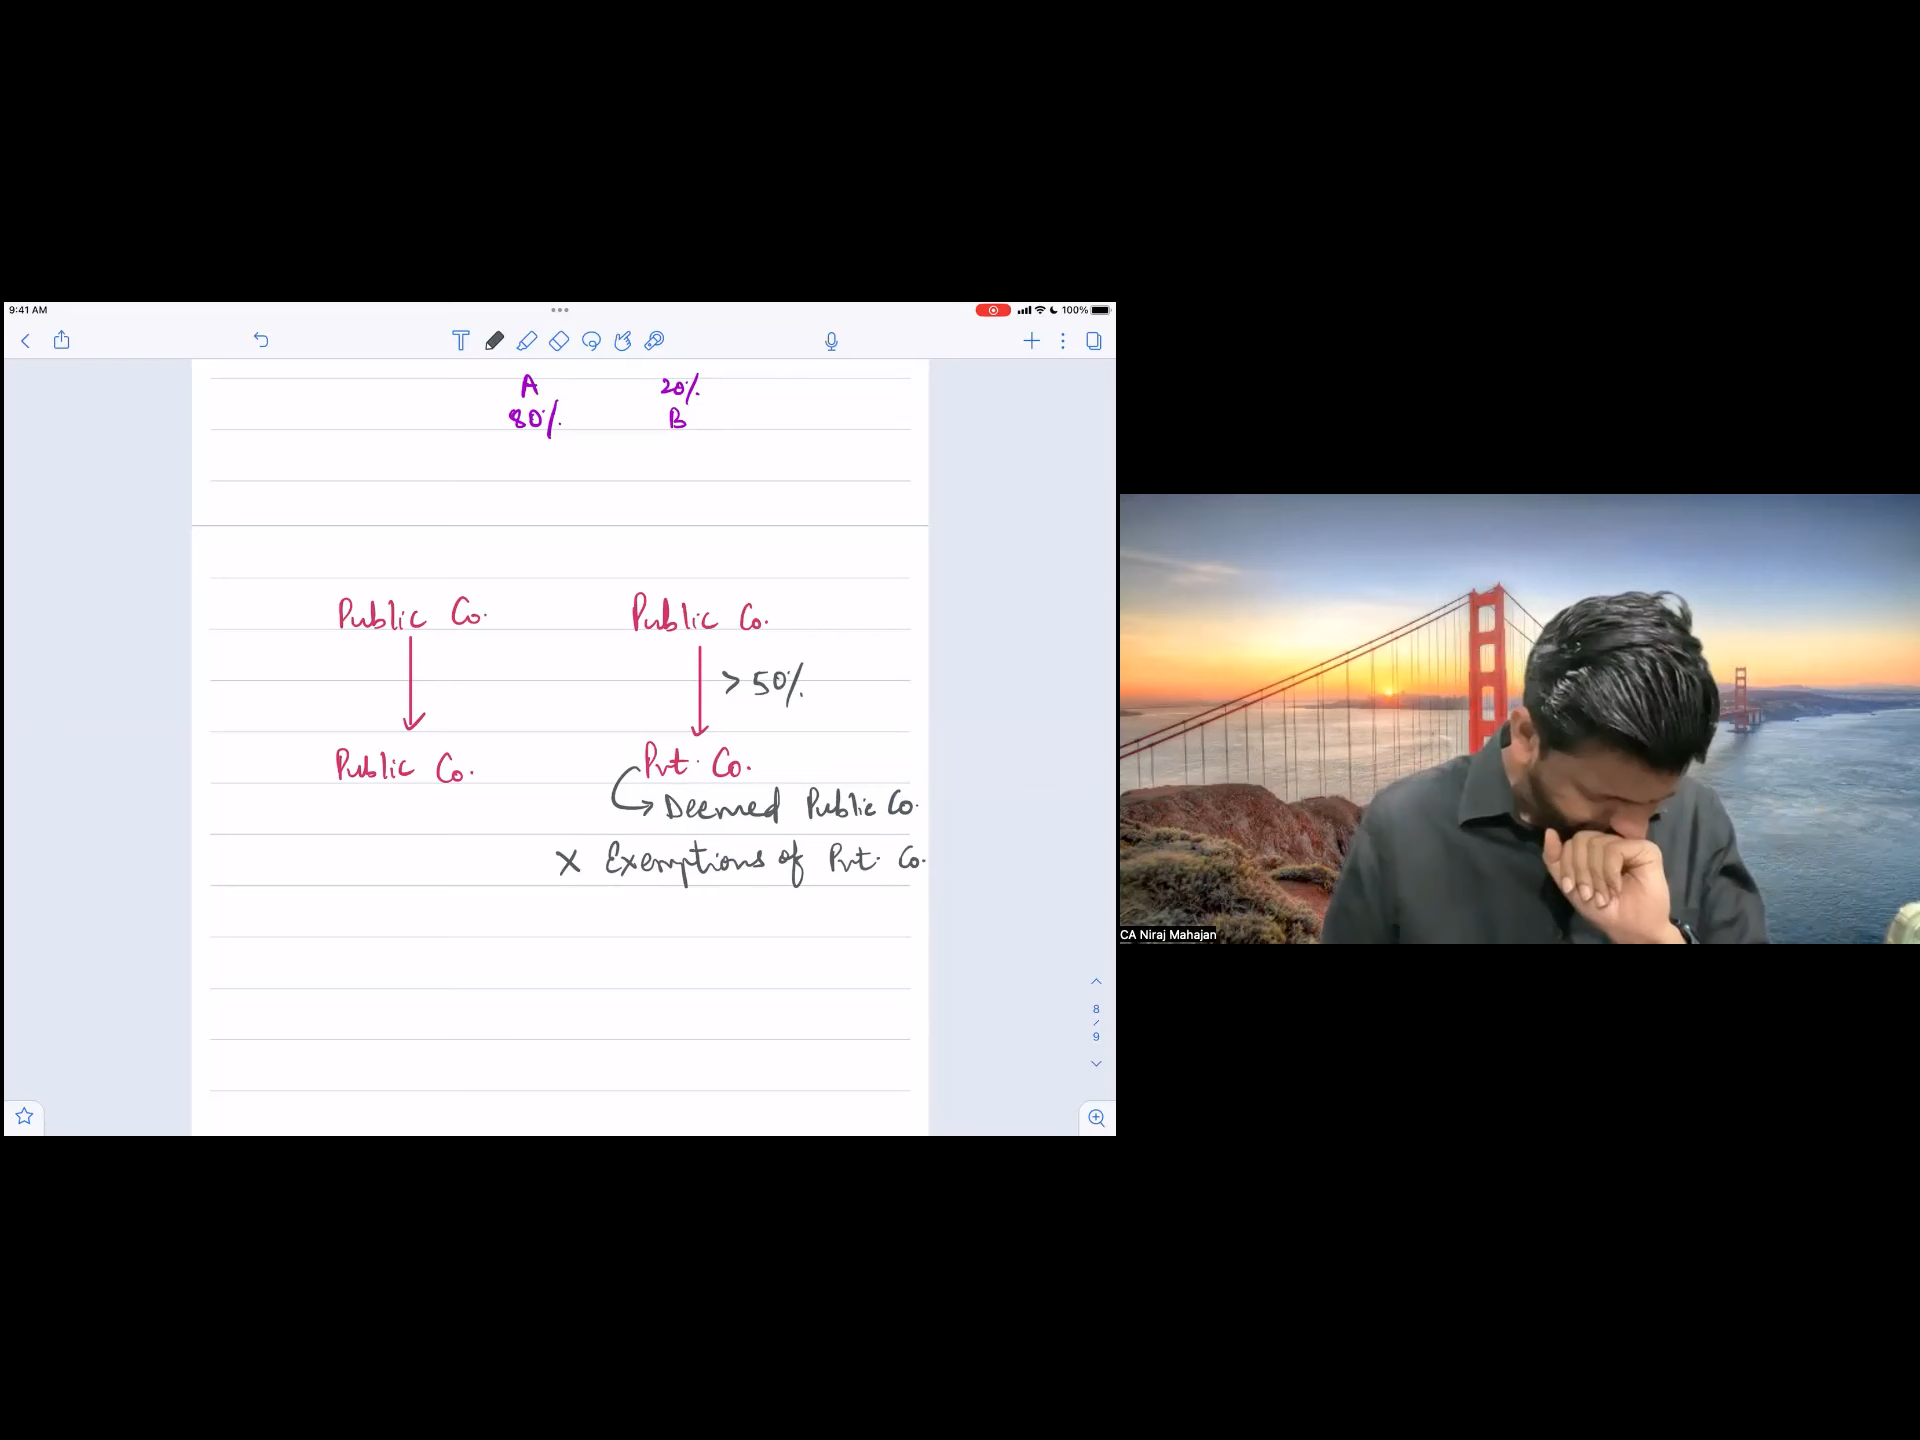 9:41 AM
100%
T
A 20%
80% B
Public Co. Public Co.
> 50%
Public Co. Pvt. Co.
Deemed Public Co.
X Exemptions of Pvt. Co.
8
/
9
CA Niraj Mahajan